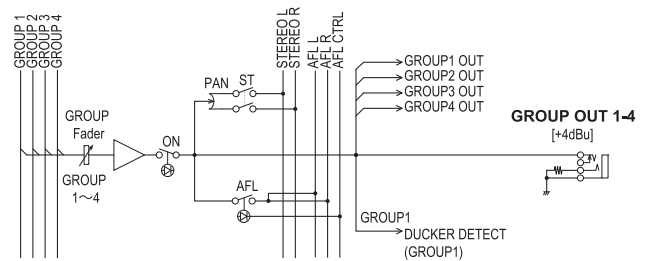 GROUP 1
GROUP 2
GROUP 3
GROUP 4
STEREO L
STEREO R
AFL L
AFL R
AFL CTRL
GROUP1 OUT
GROUP2 OUT
GROUP3 OUT
GROUP4 OUT
PAN
ST
GROUP
Fader
ON
GROUP OUT 1-4
[+4dBu]
GROUP
1~4
AFL
GROUP1
DUCKER DETECT
(GROUP1)